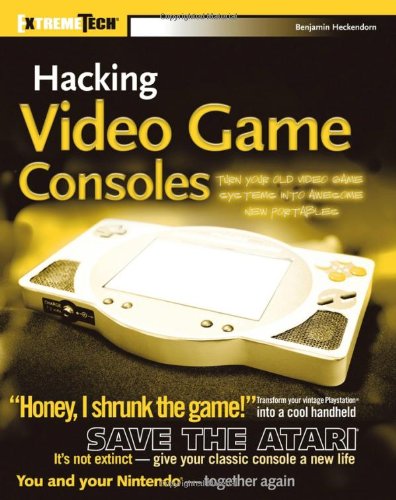 EXTREMETECH®
Benjamin Heckendorn
Hacking
Video Game
Consoles
TURN YOUR OLD VIDEO GAME
SYSTEMS INTO AWESOME
NEW PORTABLES
CHARGE
"Honey, I shrunk the game!" Transform your vintage Playstation®
into a cool handheld
SAVE THE ATARI
It's not extinct — give your classic console a new life
You and your Nintendo® — together again